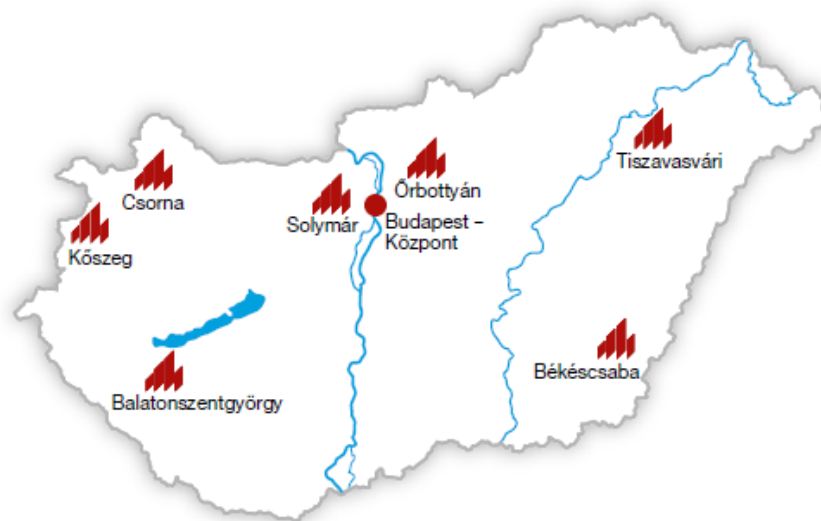 Tiszavasvári
Őrbottyán
Csorna
Solymár
Budapest –
Központ
Kőszeg
Békéscsaba
Balatonszentgyörgy